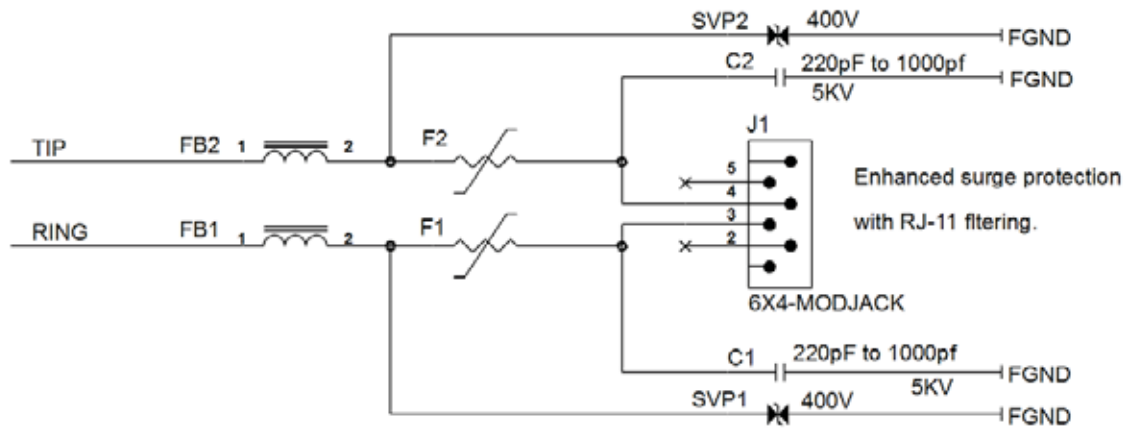 SVP2 400V FGND
C2 220pF to 1000pf FGND
5KV
J1
TIP FB2 1 2 F2
5
4
Enhanced surge protection
with RJ-11 fltering.
3
2
RING FB1 1 2 F1
6X4-MODJACK
C1 220pF to 1000pf FGND
5KV
SVP1 400V FGND